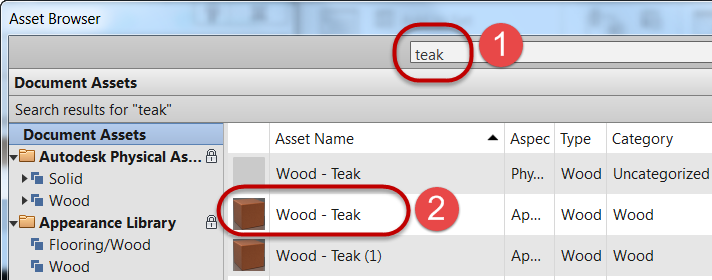 Asset Browser
teak
1
Document Assets
Search results for "teak"
Document Assets
Autodesk Physical As...
Solid
Wood
Appearance Library
Flooring/Wood
Wood
Asset Name Aspec Type Category
Wood - Teak Phy... Wood Uncategorized
Wood - Teak 2 Ap... Wood Wood
Wood - Teak (1) Ap... Wood Wood